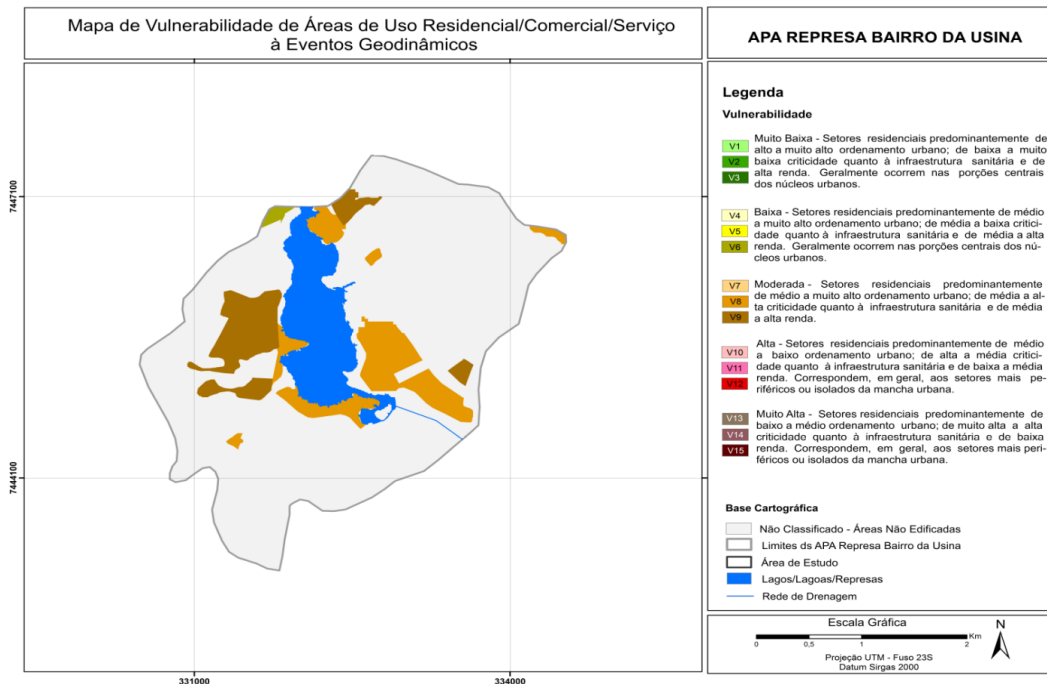 Mapa de Vulnerabilidade de Áreas de Uso Residencial/Comercial/Serviço
à Eventos Geodinâmicos
APA REPRESA BAIRRO DA USINA
7447100
7444100
331000
334000
Legenda
Vulnerabilidade
V1
V2
V3
Muito Baixa - Setores residenciais predominantemente de
alto a muito alto ordenamento urbano; de baixa a muito
baixa criticidade quanto à infraestrutura sanitária e de
alta renda. Geralmente ocorrem nas porções centrais
dos núcleos urbanos.
V4
V5
V6
Baixa - Setores residenciais predominantemente de médio
a muito alto ordenamento urbano; de média a baixa critici-
dade quanto à infraestrutura sanitária e de média a alta
renda. Geralmente ocorrem nas porções centrais dos nú-
cleos urbanos.
V7
V8
V9
Moderada - Setores residenciais predominantemente
de médio a muito alto ordenamento urbano; de média a al-
ta criticidade quanto à infraestrutura sanitária e de média
a alta renda.
V10
V11
V12
Alta - Setores residenciais predominantemente de médio
a baixo ordenamento urbano; de alta a média critici-
dade quanto à infraestrutura sanitária e de baixa a média
renda. Correspondem, em geral, aos setores mais pe-
riféricos ou isolados da mancha urbana.
V13
V14
V15
Muito Alta - Setores residenciais predominantemente de
baixo a médio ordenamento urbano; de muito alta a alta
criticidade quanto à infraestrutura sanitária e de baixa
renda. Correspondem, em geral, aos setores mais peri-
féricos ou isolados da mancha urbana.
Base Cartográfica
Não Classificado - Áreas Não Edificadas
Limites ds APA Represa Bairro da Usina
Área de Estudo
Lagos/Lagoas/Represas
Rede de Drenagem
Escala Gráfica
Km
0 0,5 1 2
N
Projeção UTM - Fuso 23S
Datum Sirgas 2000